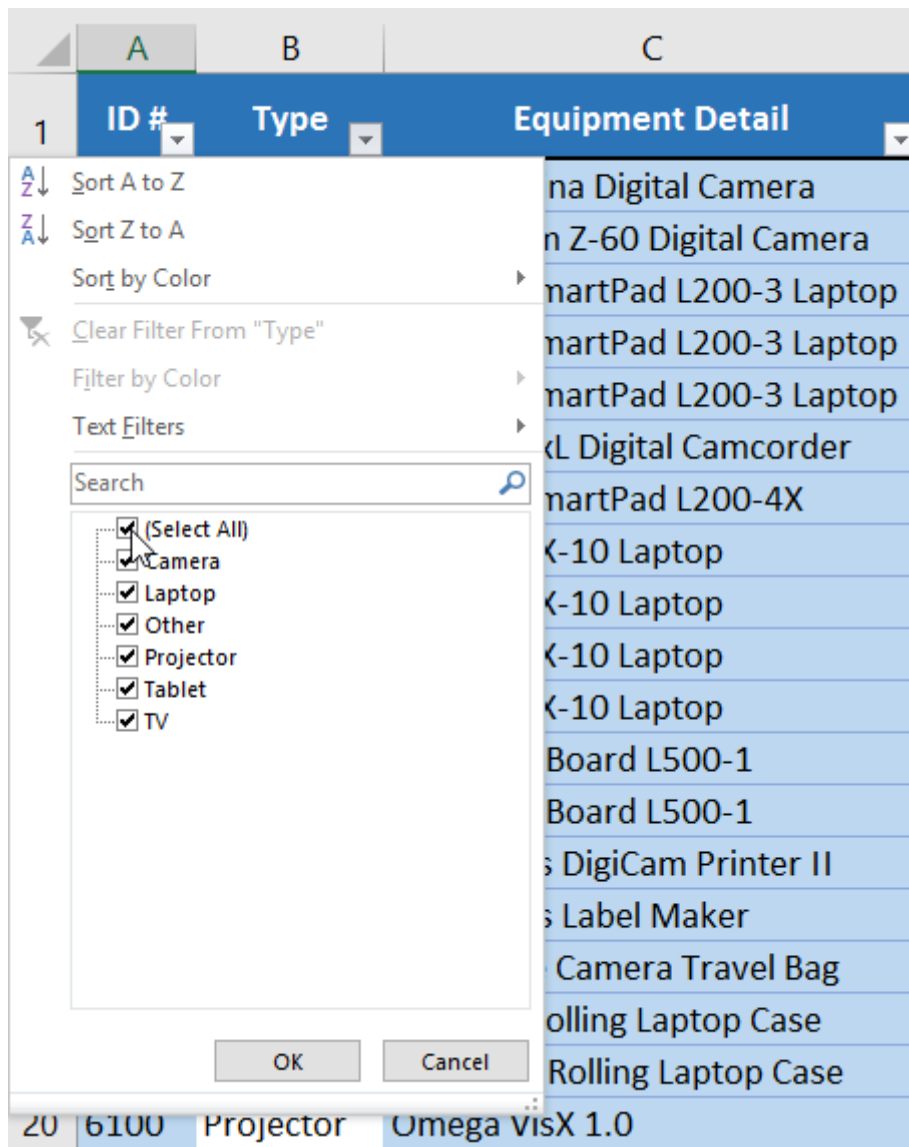 A B C
1 ID # Type Equipment Detail
Sort A to Z
Sort Z to A
Sort by Color
Clear Filter From "Type"
Filter by Color
Text Filters
Search
(Select All)
Camera
Laptop
Other
Projector
Tablet
TV
OK Cancel
na Digital Camera
n Z-60 Digital Camera
martPad L200-3 Laptop
martPad L200-3 Laptop
martPad L200-3 Laptop
xL Digital Camcorder
martPad L200-4X
X-10 Laptop
X-10 Laptop
X-10 Laptop
X-10 Laptop
Board L500-1
Board L500-1
s DigiCam Printer II
s Label Maker
Camera Travel Bag
olling Laptop Case
Rolling Laptop Case
20 6100 Projector Omega VisX 1.0